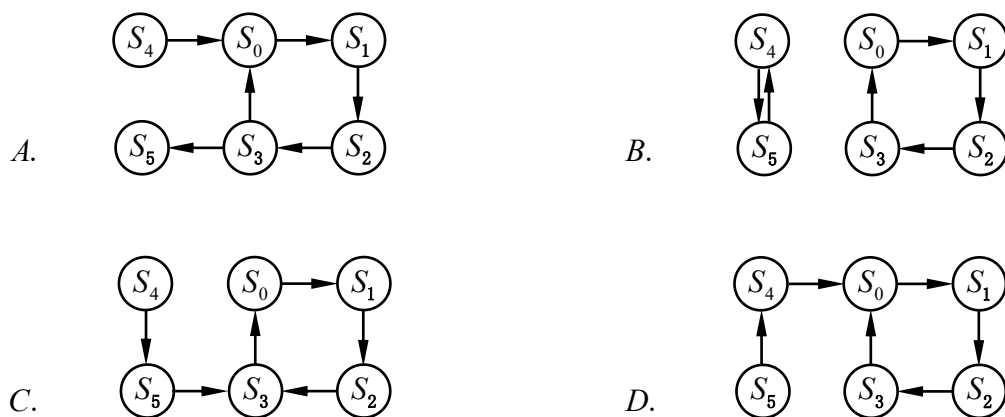 S₄ S₀ S₁ S₄ S₀ S₁
A. S₅ S₃ S₂ B. S₅ S₃ S₂
S₄ S₀ S₁ S₄ S₀ S₁
C. S₅ S₃ S₂ D. S₅ S₃ S₂